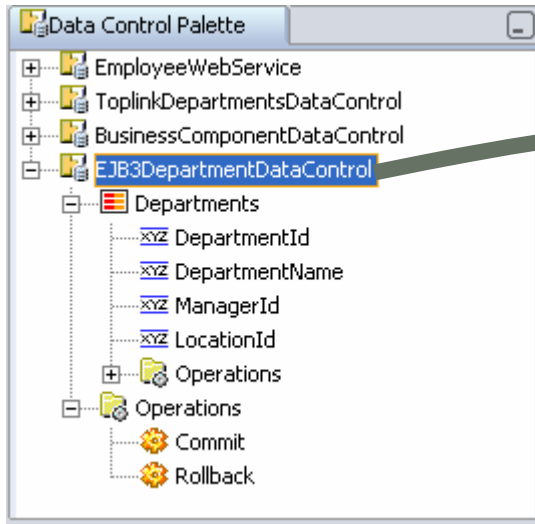 Data Control Palette
EmployeeWebService
ToplinkDepartmentsDataControl
BusinessComponentDataControl
EJB3DepartmentDataControl
Departments
XYZ DepartmentId
XYZ DepartmentName
XYZ ManagerId
XYZ LocationId
Operations
Operations
Commit
Rollback